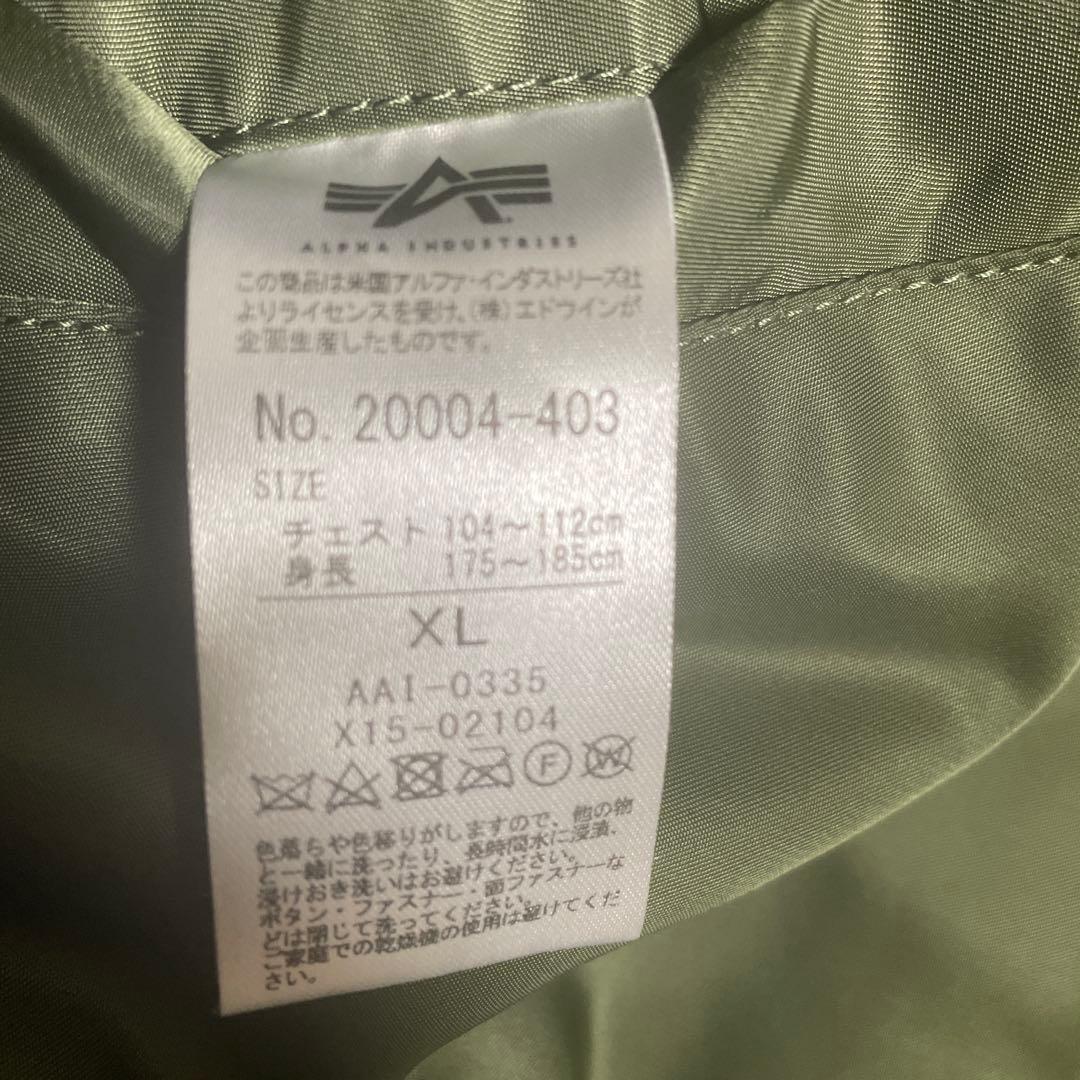 ALPHA INDUSTRIES
この商品は米国アルファ・インダストリーズ社
よりライセンスを受け、(株)エドウインが
企画生産したものです。
No. 20004-403
SIZE
チェスト 104～112cm
身長 175～185cm
XL
AAI-0335
X15-02104
F W
色落ちや色移りがしますので、他の物
と一緒に洗ったり、長時間水に浸漬、
浸けおき洗いはお避けください。
ボタン・ファスナー・面ファスナーな
どは閉じて洗ってください。
ご家庭での乾燥機の使用は避けてくだ
さい。